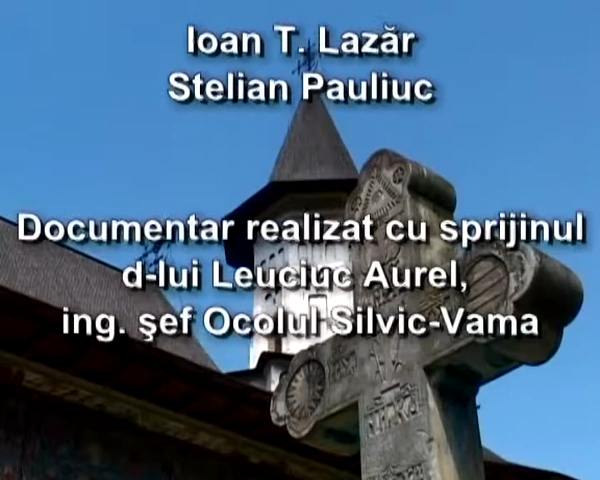 Ioan T. Lazăr
Stelian Pauliuc
Documentar realizat cu sprijinul
d-lui Leuciuc Aurel,
ing. şef Ocolul Silvic-Vama